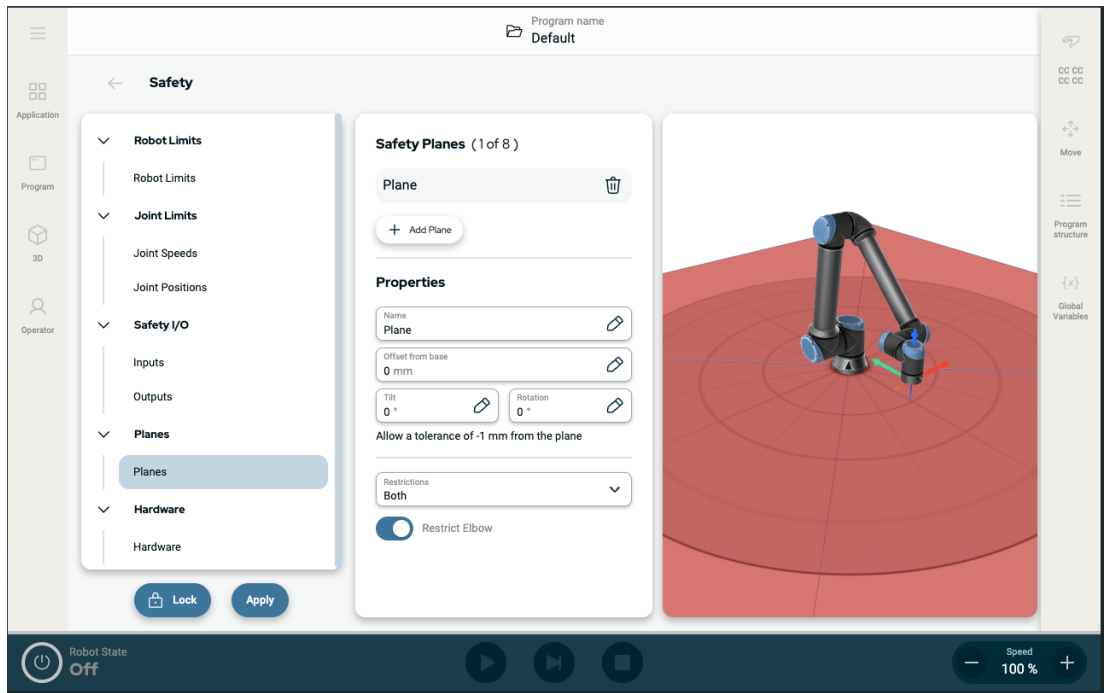 Program name
Default
Safety
Application
Program
3D
Operator
Robot Limits
Robot Limits
Joint Limits
Joint Speeds
Joint Positions
Safety I/O
Inputs
Outputs
Planes
Planes
Hardware
Hardware
Lock
Apply
Safety Planes (1 of 8)
Plane
Add Plane
Properties
Name
Plane
Offset from base
0 mm
Tilt
0 °
Rotation
0 °
Allow a tolerance of -1 mm from the plane
Restrictions
Both
Restrict Elbow
CC CC
CC CC
Move
Program
structure
{x}
Global
Variables
Robot State
Off
Speed
100 %